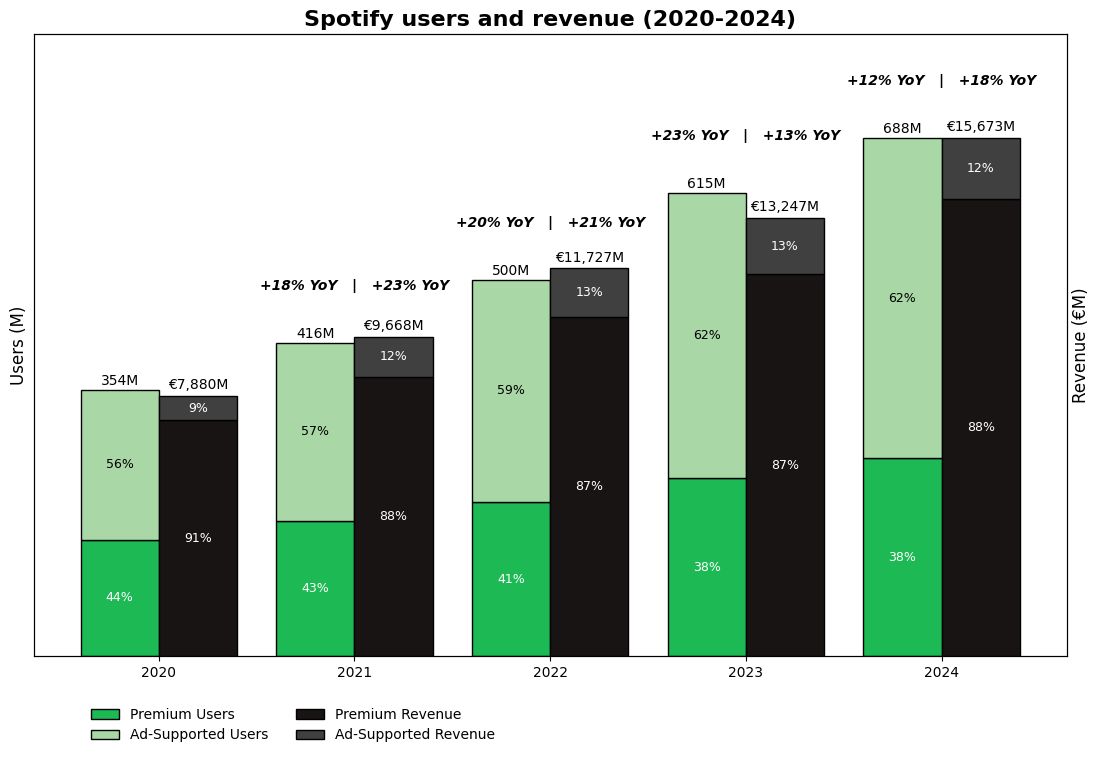 Spotify users and revenue (2020-2024)
+12% YoY | +18% YoY
688M €15,673M
+23% YoY | +13% YoY
615M €13,247M
+20% YoY | +21% YoY
500M €11,727M
+18% YoY | +23% YoY
416M €9,668M
354M €7,880M
Users (M)
Revenue (€M)
56% 9%
44% 91%
57% 12%
43% 88%
59% 13%
41% 87%
62% 13%
38% 87%
62% 12%
38% 88%
2020 2021 2022 2023 2024
Premium Users
Ad-Supported Users
Premium Revenue
Ad-Supported Revenue